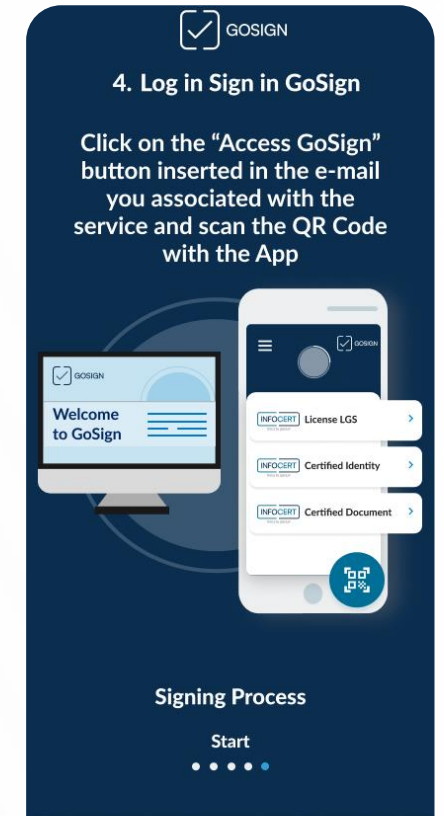 GOSIGN
4. Log in Sign in GoSign
Click on the “Access GoSign”
button inserted in the e-mail
you associated with the
service and scan the QR Code
with the App
GOSIGN
GOSIGN
Welcome
to GoSign
INFOCERT License LGS
INFOCERT Certified Identity
INFOCERT Certified Document
Signing Process
Start